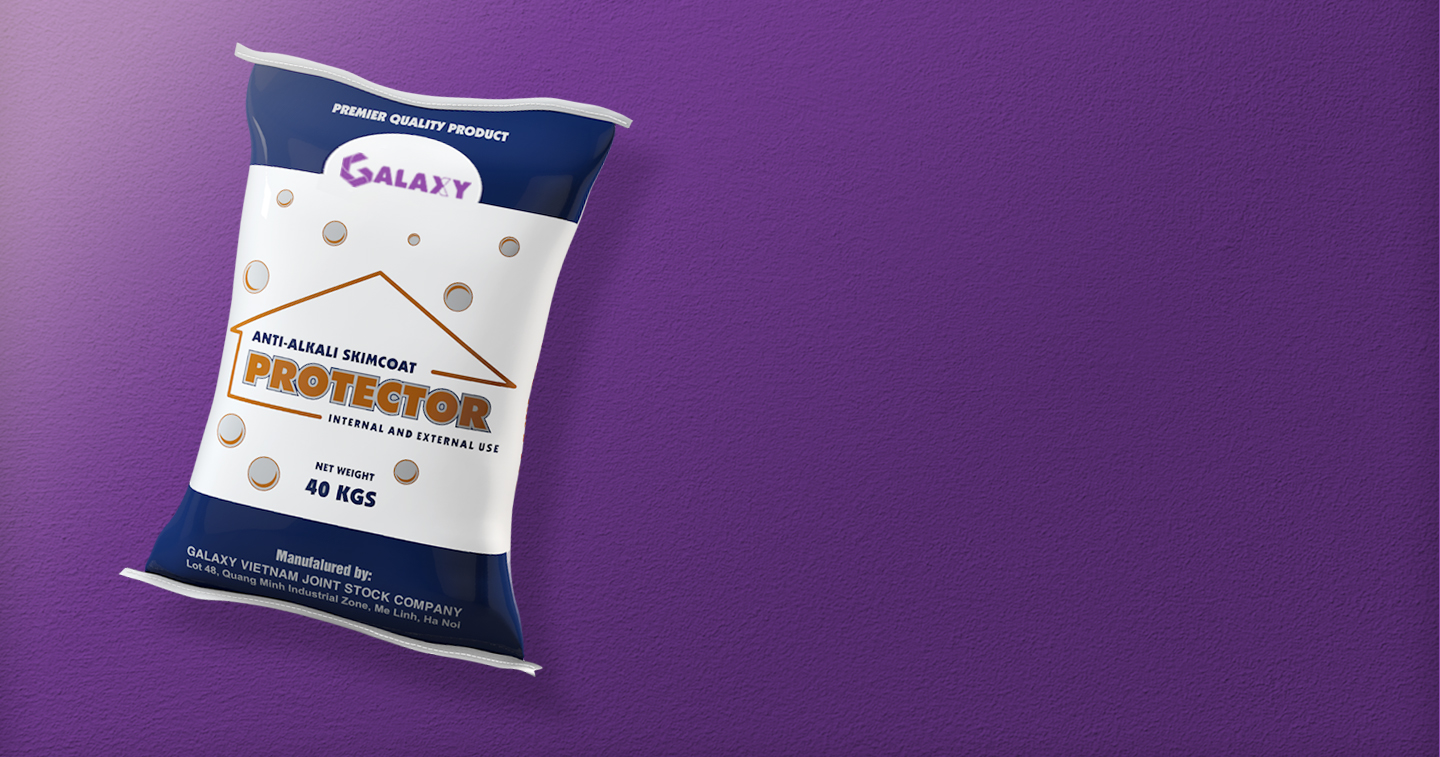 PREMIER QUALITY PRODUCT
GALAXY
ANTI-ALKALI SKIMCOAT
PROTECTOR
INTERNAL AND EXTERNAL USE
NET WEIGHT
40 KGS
Manufalured by:
GALAXY VIETNAM JOINT STOCK COMPANY
Lot 48, Quang Minh Industrial Zone, Me Linh, Ha Noi